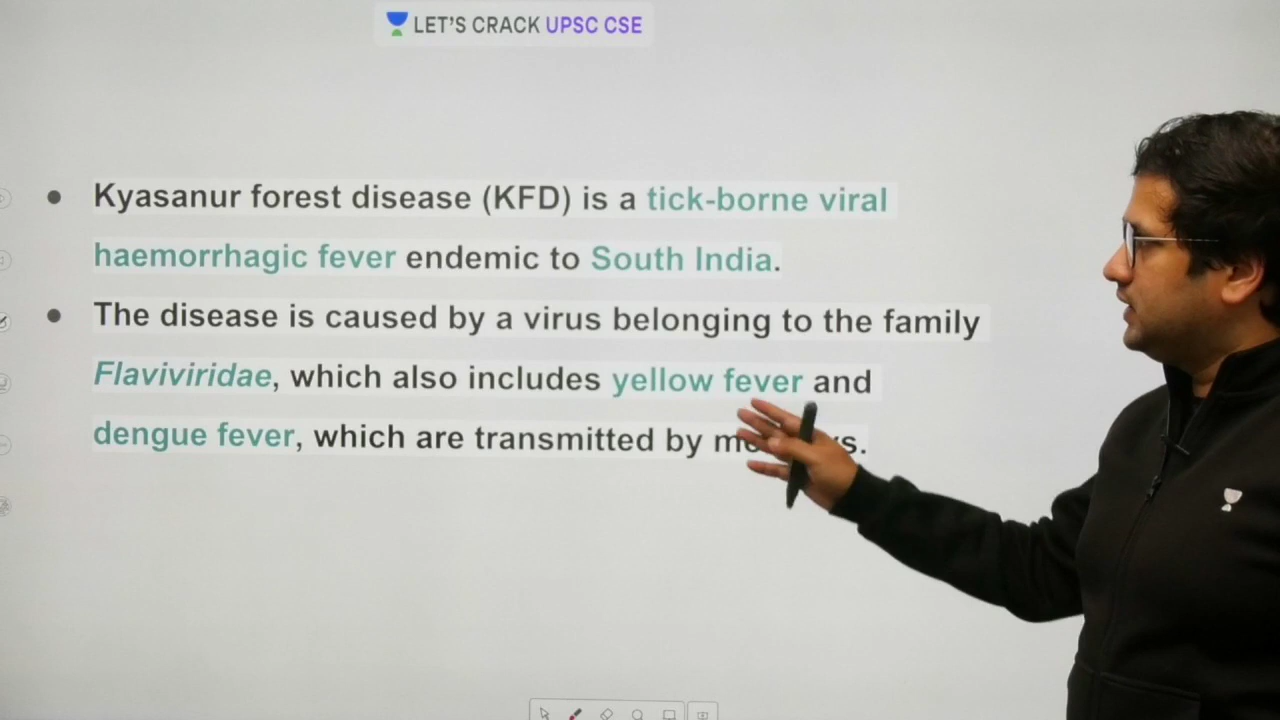 LET'S CRACK UPSC CSE
Kyasanur forest disease (KFD) is a tick-borne viral
haemorrhagic fever endemic to South India.
The disease is caused by a virus belonging to the family
Flaviviridae, which also includes yellow fever and
dengue fever, which are transmitted by